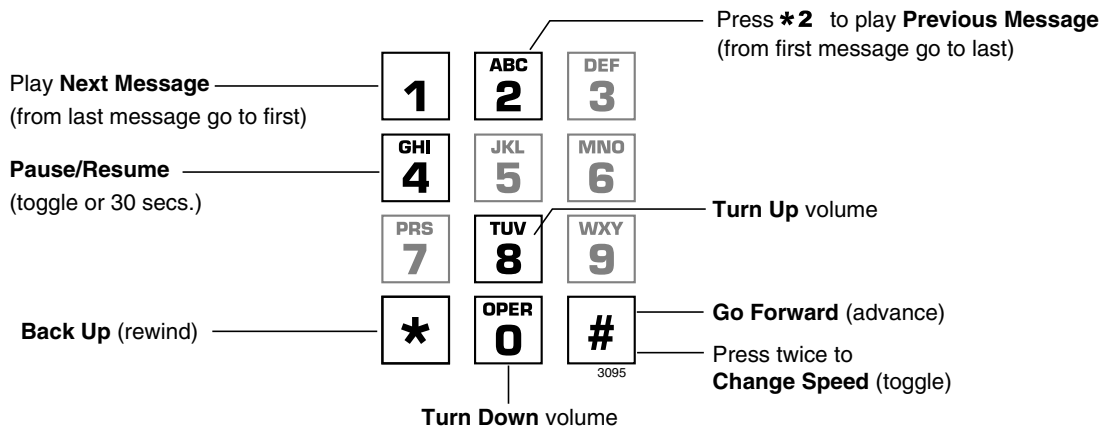 Press *2 to play Previous Message
(from first message go to last)
Play Next Message
(from last message go to first)
1
ABC
2
DEF
3
Pause/Resume
(toggle or 30 secs.)
GHI
4
JKL
5
MNO
6
Turn Up volume
PRS
7
TUV
8
WXY
9
Back Up (rewind)
*
OPER
0
#
Go Forward (advance)
Press twice to
Change Speed (toggle)
3095
Turn Down volume